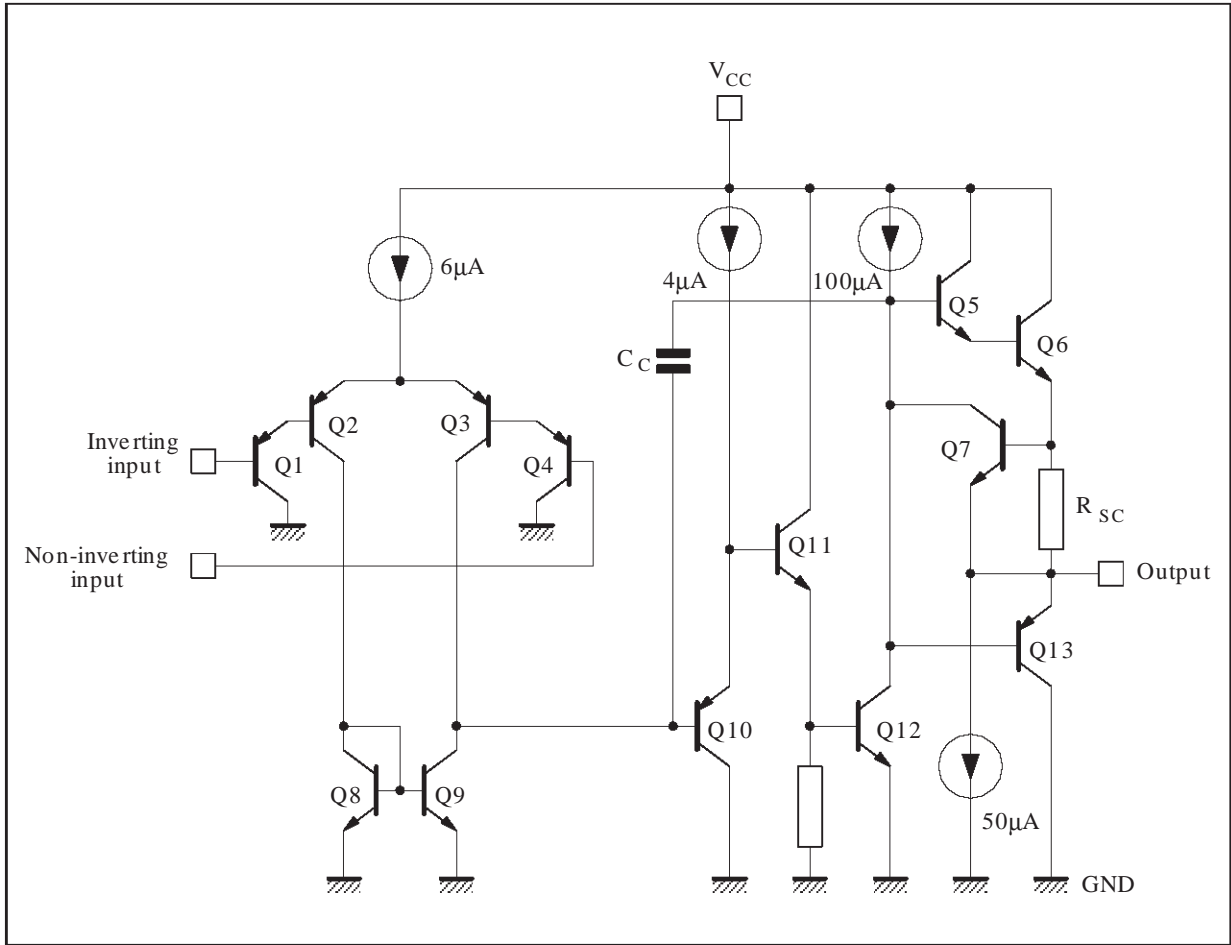 VCC
6μA
4μA
100μA
Q5
Q6
CC
Q2
Q3
Inverting
input
Q1
Q4
Q7
RSC
Non-inverting
input
Q11
Output
Q13
Q10
Q12
Q8
Q9
50μA
GND